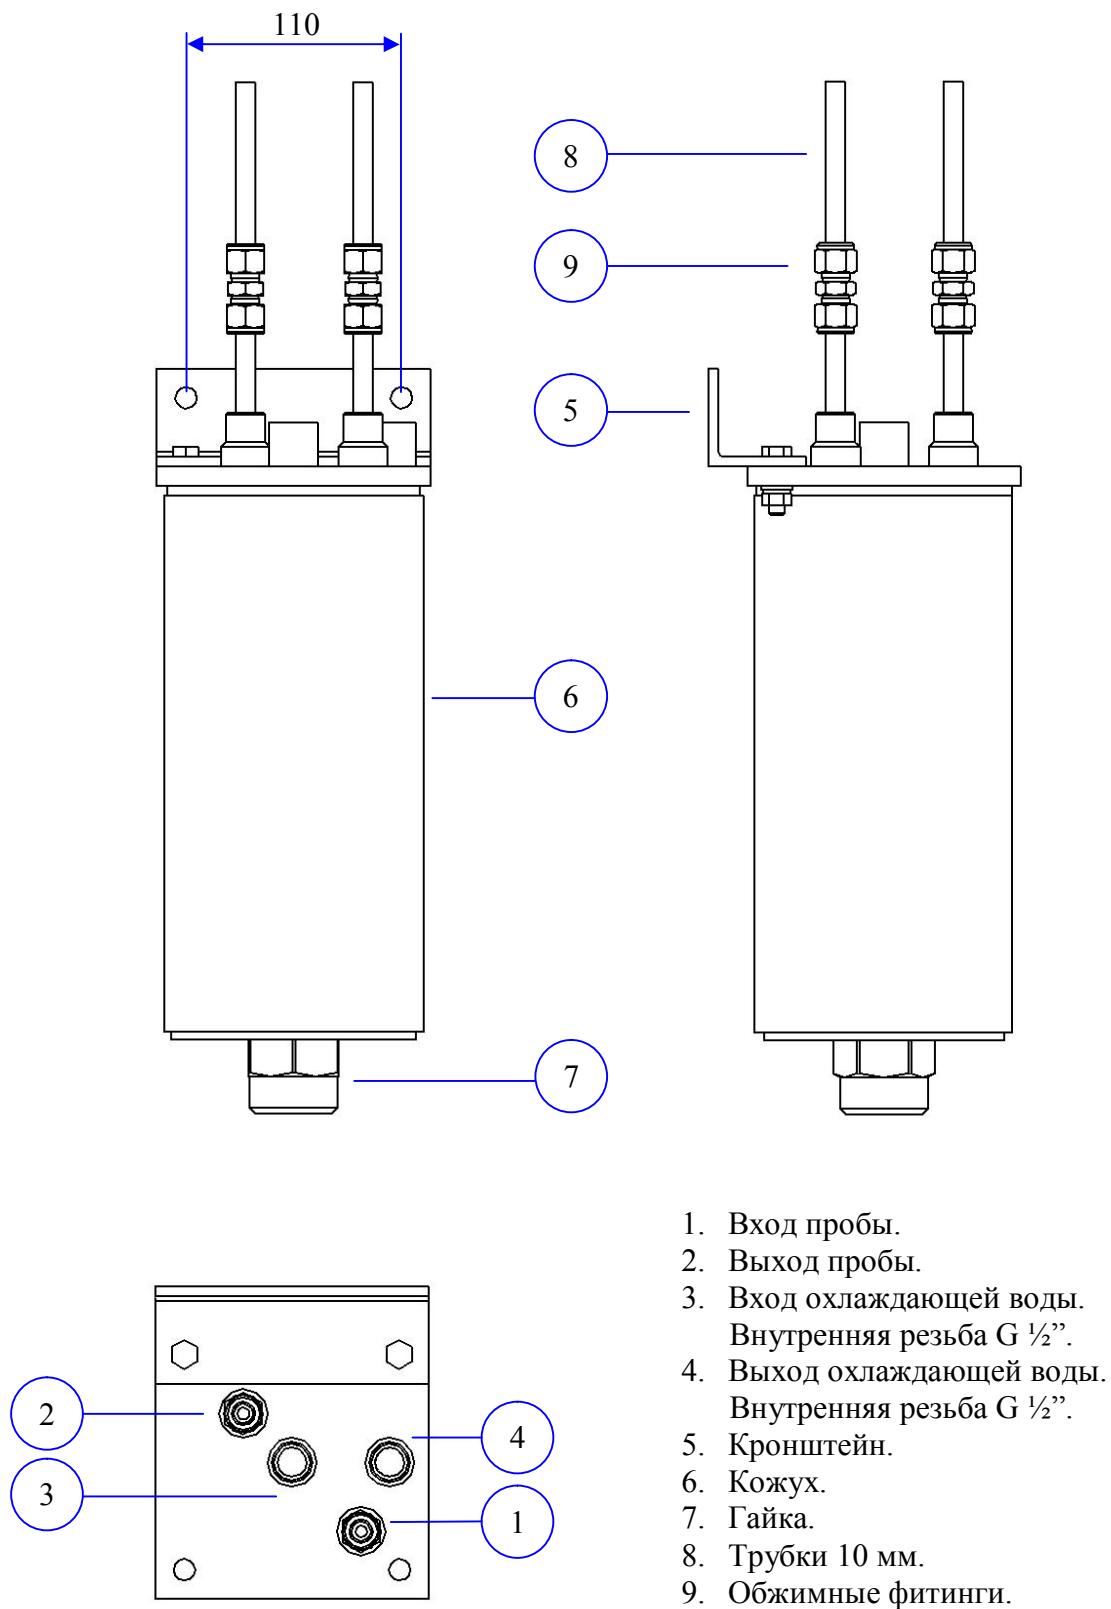 110
8
9
5
6
7
1. Вход пробы.
2. Выход пробы.
3. Вход охлаждающей воды.
Внутренняя резьба G ½”.
4. Выход охлаждающей воды.
Внутренняя резьба G ½”.
5. Кронштейн.
6. Кожух.
7. Гайка.
8. Трубки 10 мм.
9. Обжимные фитинги.
2
4
3
1